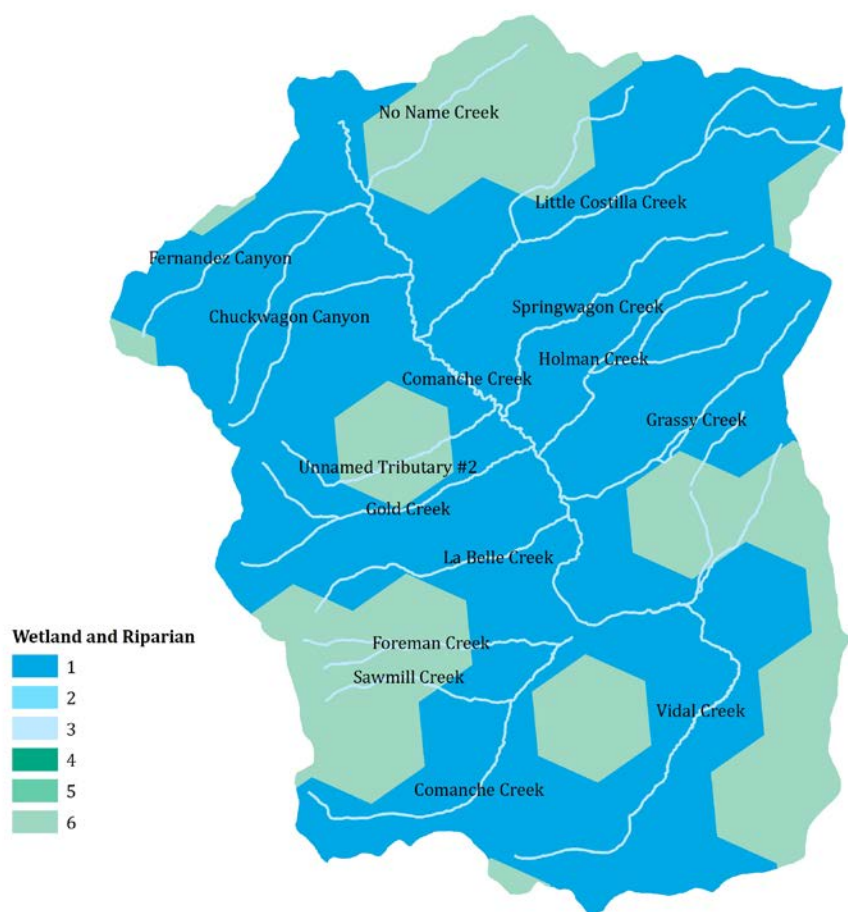 No Name Creek
Little Costilla Creek
Fernandez Canyon
Springwagon Creek
Chuckwagon Canyon
Holman Creek
Comanche Creek
Grassy Creek
Unnamed Tributary #2
Gold Creek
La Belle Creek
Foreman Creek
Sawmill Creek
Vidal Creek
Comanche Creek
Wetland and Riparian
1
2
3
4
5
6